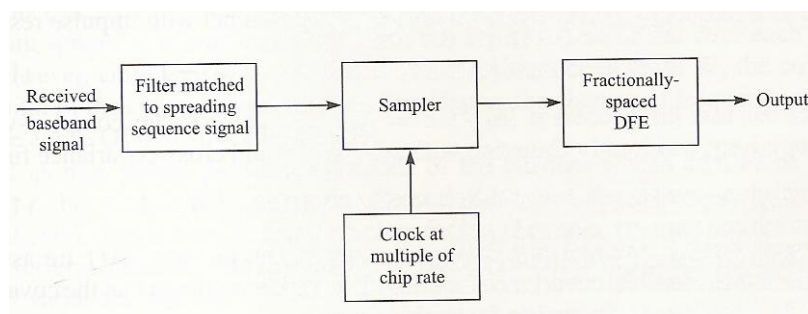 Received
baseband
signal
Filter matched
to spreading
sequence signal
Sampler
Fractionally-
spaced
DFE
Output
Clock at
multiple of
chip rate